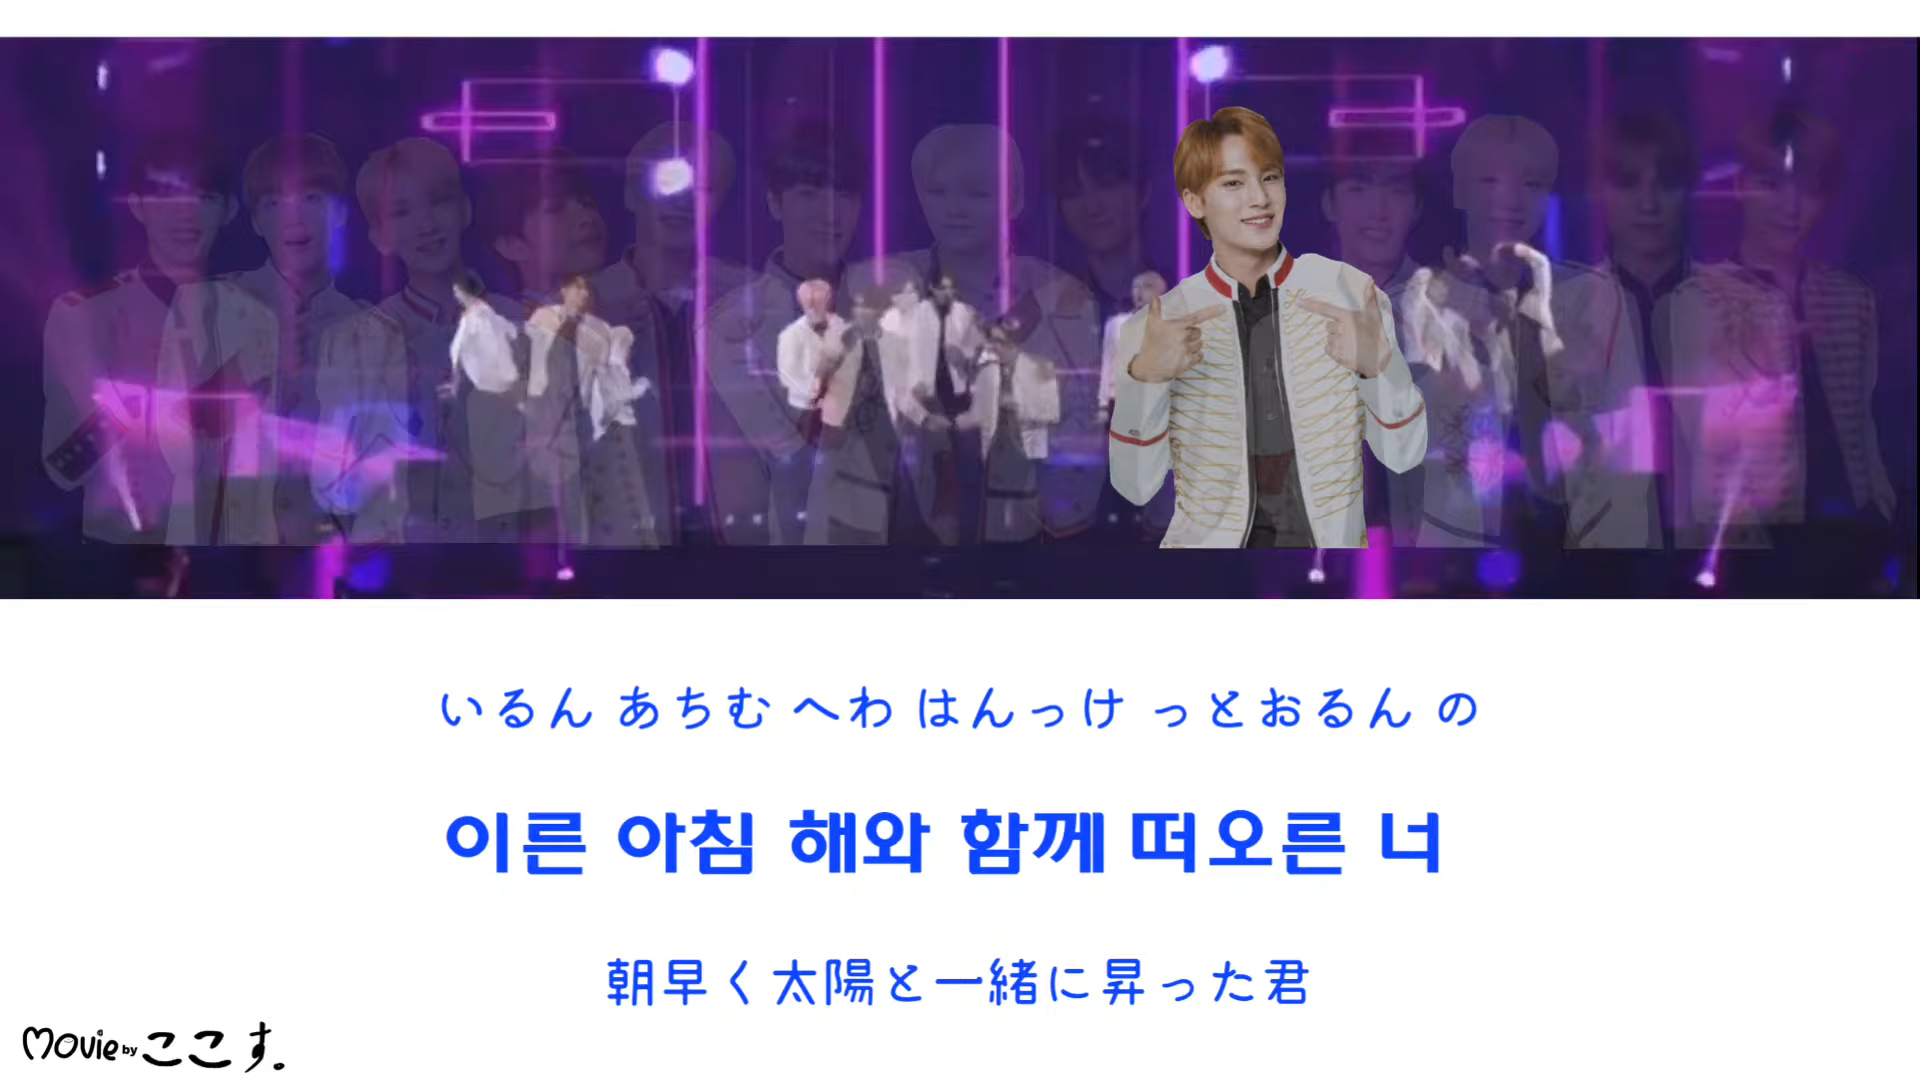 いるん あちむ へわ はんっけ っとおるん の
이른 아침 해와 함께 떠오른 너
朝早く太陽と一緒に昇った君
Movie by ここす.